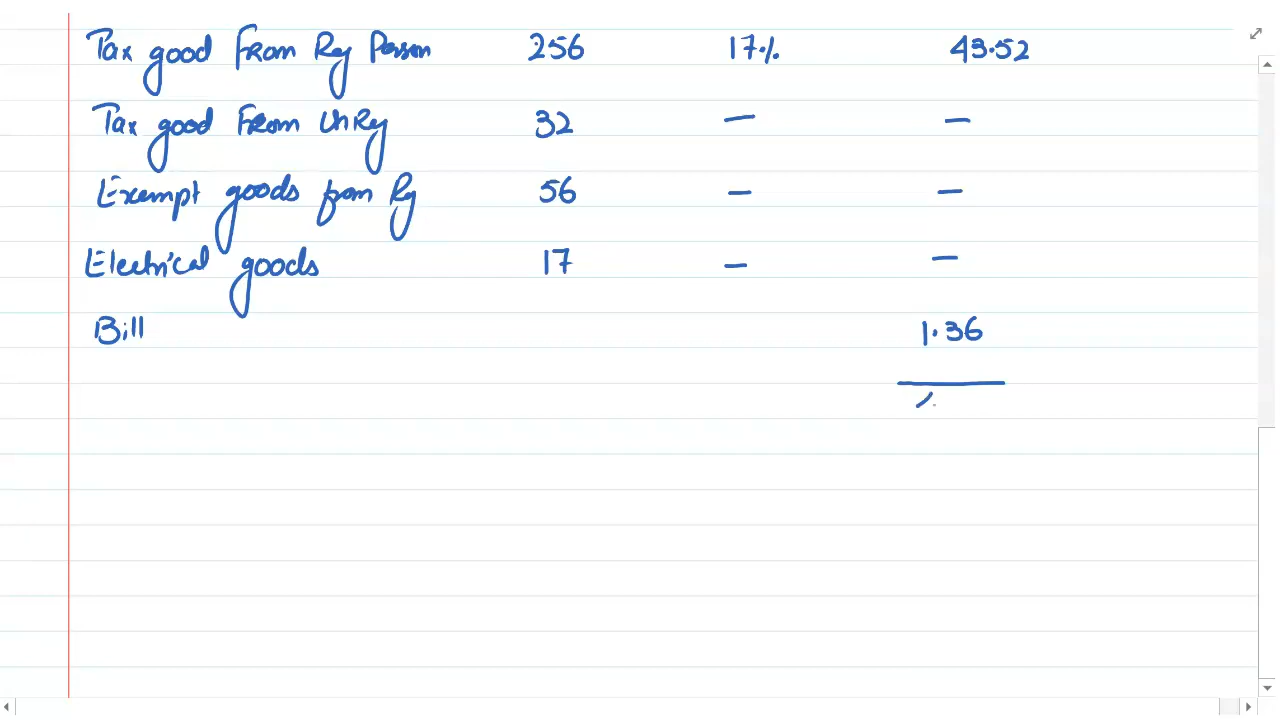 Tax good From Reg Person 256 17% 43.52
Tax good From UnReg 32 — —
Exempt goods from Reg 56 — —
Electrical goods 17 — —
Bill 1.36